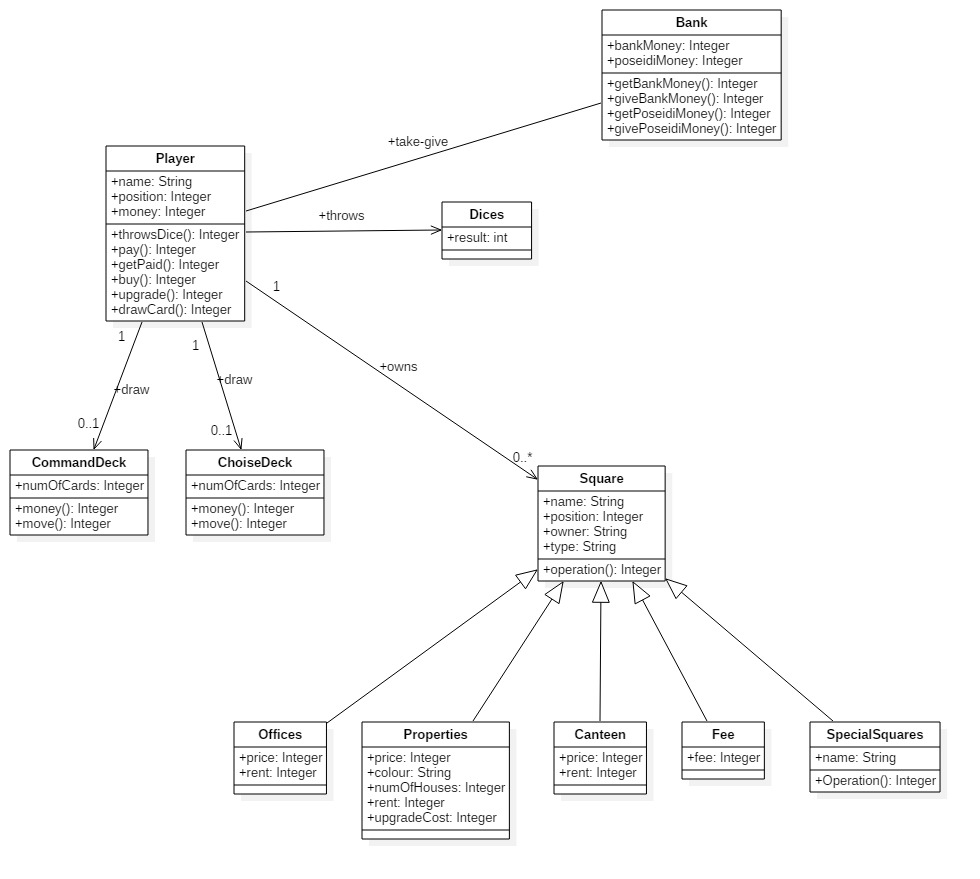 Bank
+bankMoney: Integer
+poseidiMoney: Integer
+getBankMoney(): Integer
+giveBankMoney(): Integer
+getPoseidiMoney(): Integer
+givePoseidiMoney(): Integer
+take-give
Player
+name: String
+position: Integer
+money: Integer
+throwsDice(): Integer
+pay(): Integer
+getPaid(): Integer
+buy(): Integer
+upgrade(): Integer
+drawCard(): Integer
+throws
Dices
+result: int
1
+owns
0..*
1
+draw
0..1
1
+draw
0..1
CommandDeck
+numOfCards: Integer
+money(): Integer
+move(): Integer
ChoiseDeck
+numOfCards: Integer
+money(): Integer
+move(): Integer
Square
+name: String
+position: Integer
+owner: String
+type: String
+operation(): Integer
Offices
+price: Integer
+rent: Integer
Properties
+price: Integer
+colour: String
+numOfHouses: Integer
+rent: Integer
+upgradeCost: Integer
Canteen
+price: Integer
+rent: Integer
Fee
+fee: Integer
SpecialSquares
+name: String
+Operation(): Integer